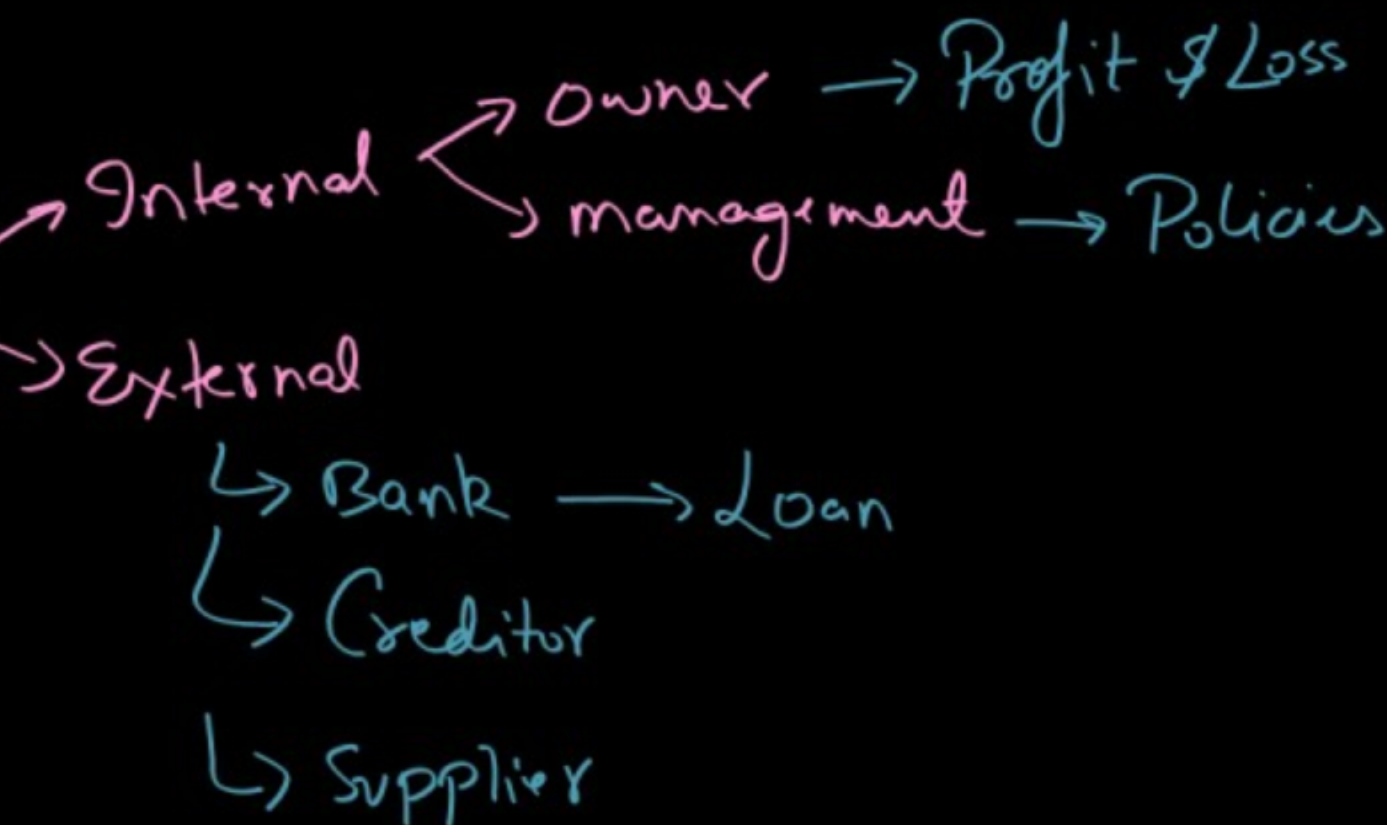 → Owner → Profit & Loss
→ Internal
→ management → Policies
→ External
↳ Bank → Loan
↳ Creditor
↳ Supplier